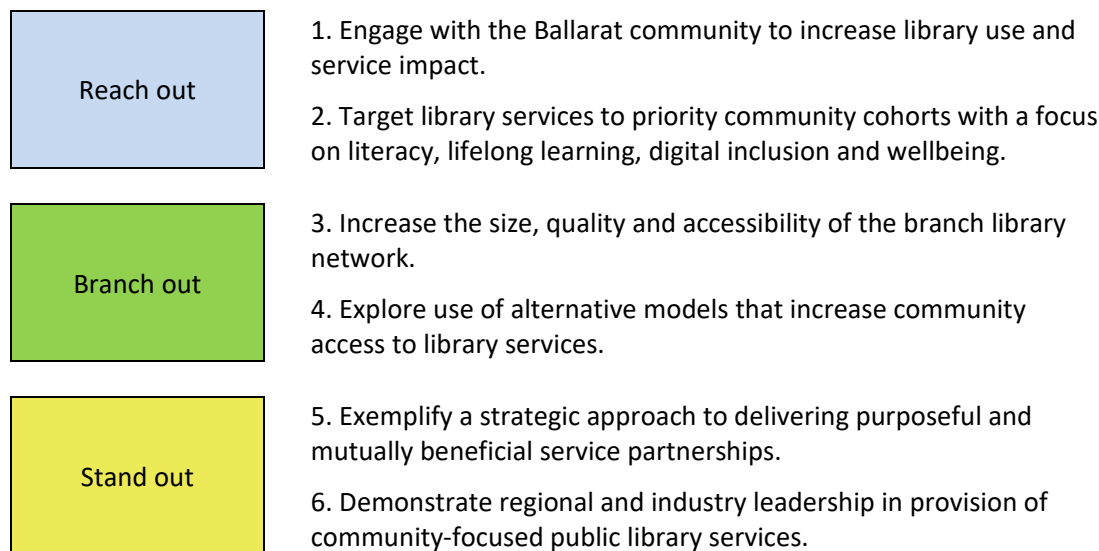 Reach out
1. Engage with the Ballarat community to increase library use and
service impact.
2. Target library services to priority community cohorts with a focus
on literacy, lifelong learning, digital inclusion and wellbeing.
Branch out
3. Increase the size, quality and accessibility of the branch library
network.
4. Explore use of alternative models that increase community
access to library services.
Stand out
5. Exemplify a strategic approach to delivering purposeful and
mutually beneficial service partnerships.
6. Demonstrate regional and industry leadership in provision of
community-focused public library services.